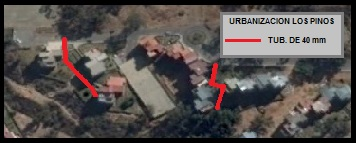 URBANIZACION LOS PINOS
TUB. DE 40 mm